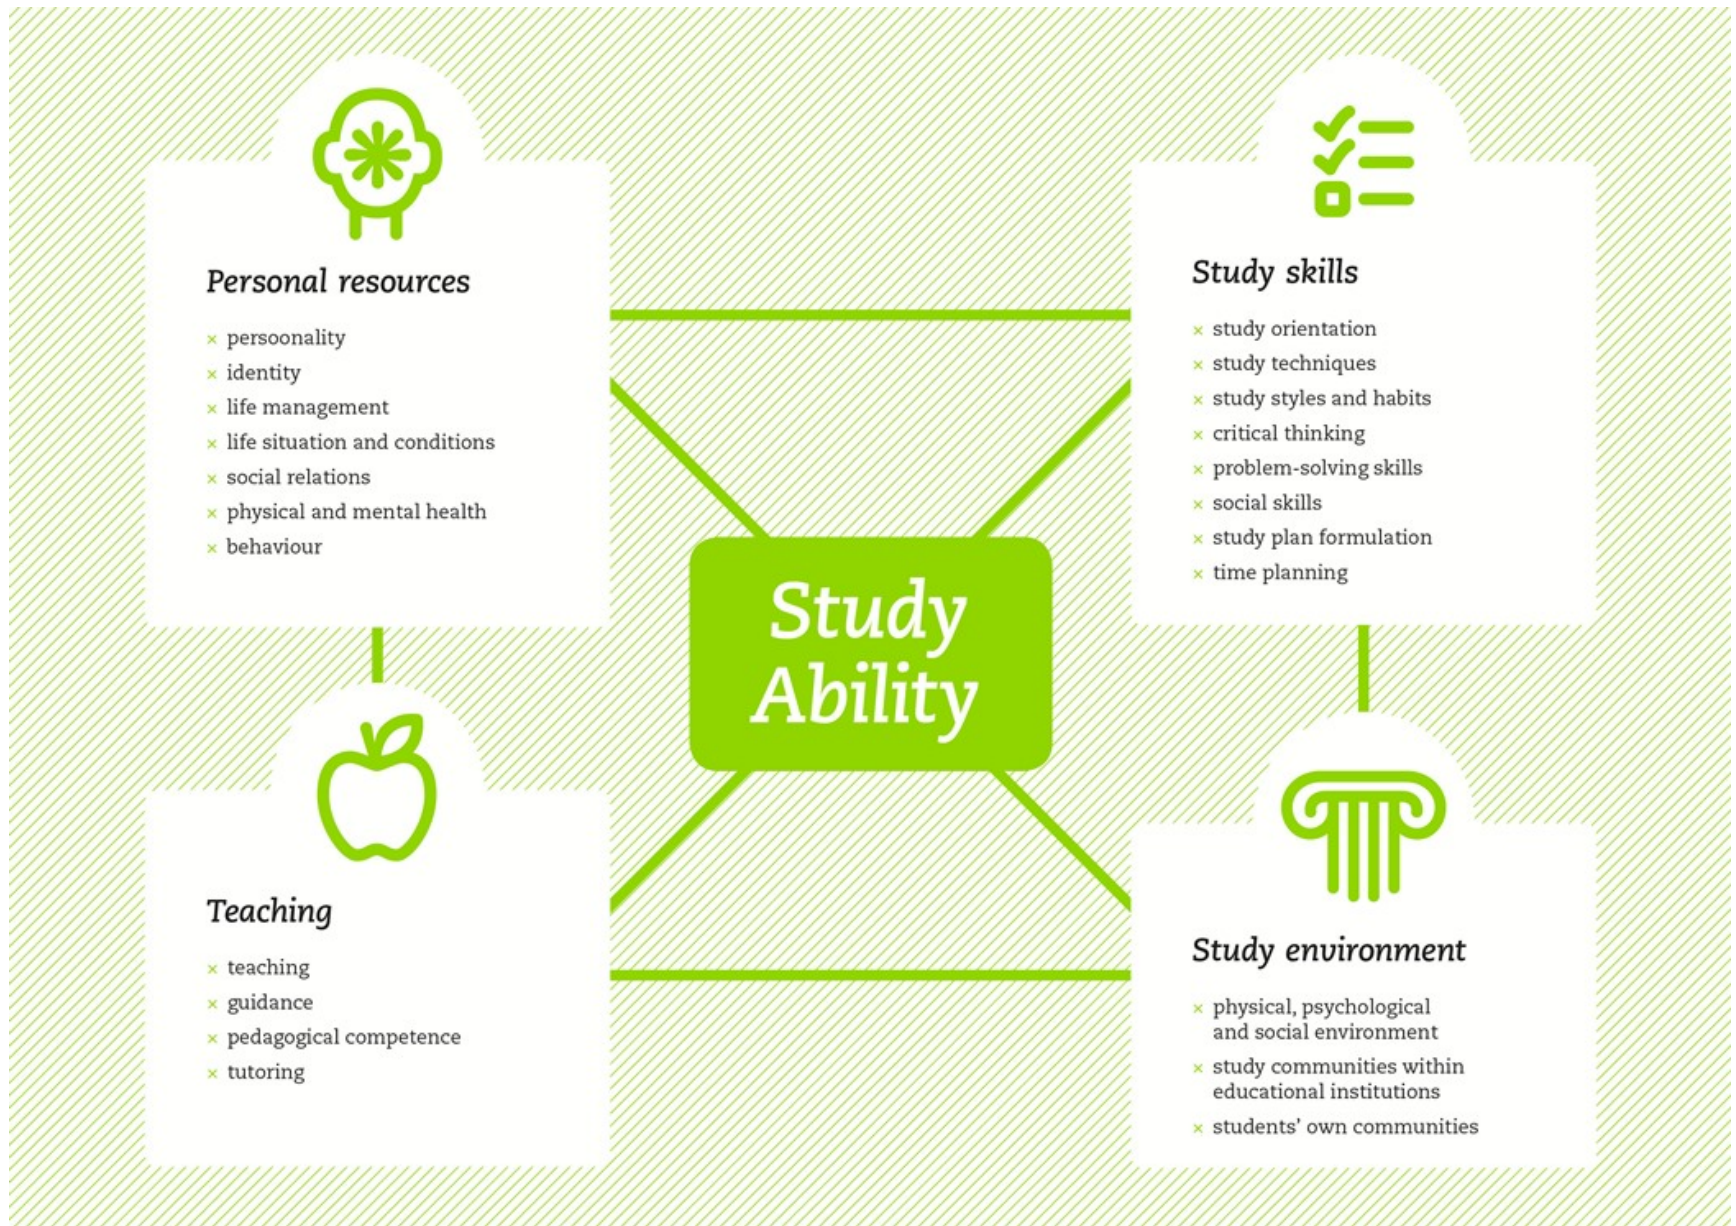 Personal resources
× persoonality
× identity
× life management
× life situation and conditions
× social relations
× physical and mental health
× behaviour
Study skills
× study orientation
× study techniques
× study styles and habits
× critical thinking
× problem-solving skills
× social skills
× study plan formulation
× time planning
Study
Ability
Teaching
× teaching
× guidance
× pedagogical competence
× tutoring
Study environment
× physical, psychological
and social environment
× study communities within
educational institutions
× students’ own communities